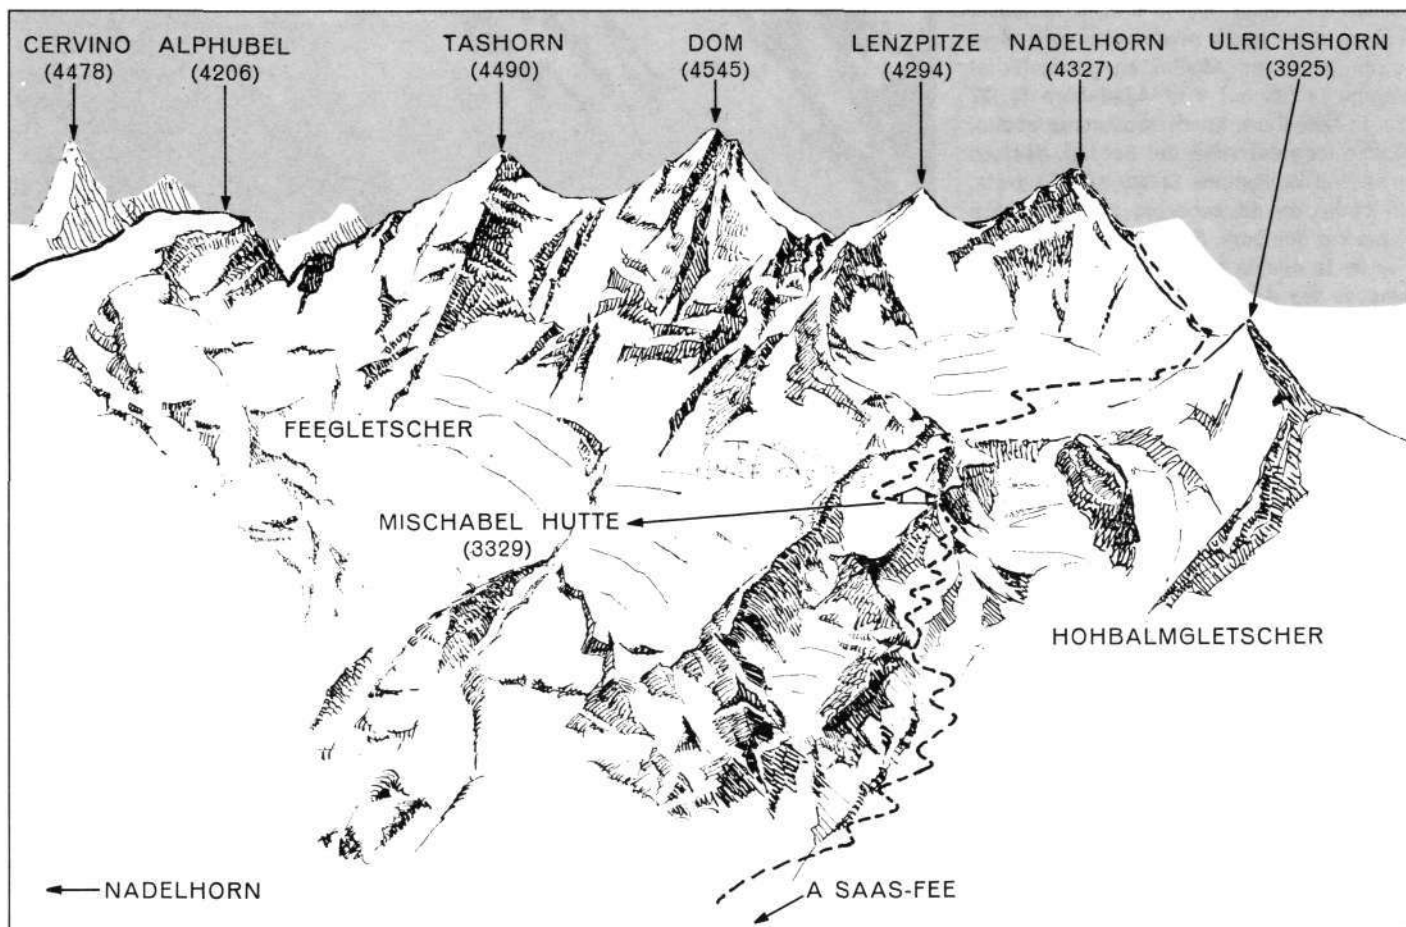 CERVINO
(4478)
ALPHUBEL
(4206)
TASHORN
(4490)
DOM
(4545)
LENZPITZE
(4294)
NADELHORN
(4327)
ULRICHSHORN
(3925)
FEEGLETSCHER
MISCHABEL HUTTE
(3329)
HOHBALMGLETSCHER
NADELHORN
A SAAS-FEE